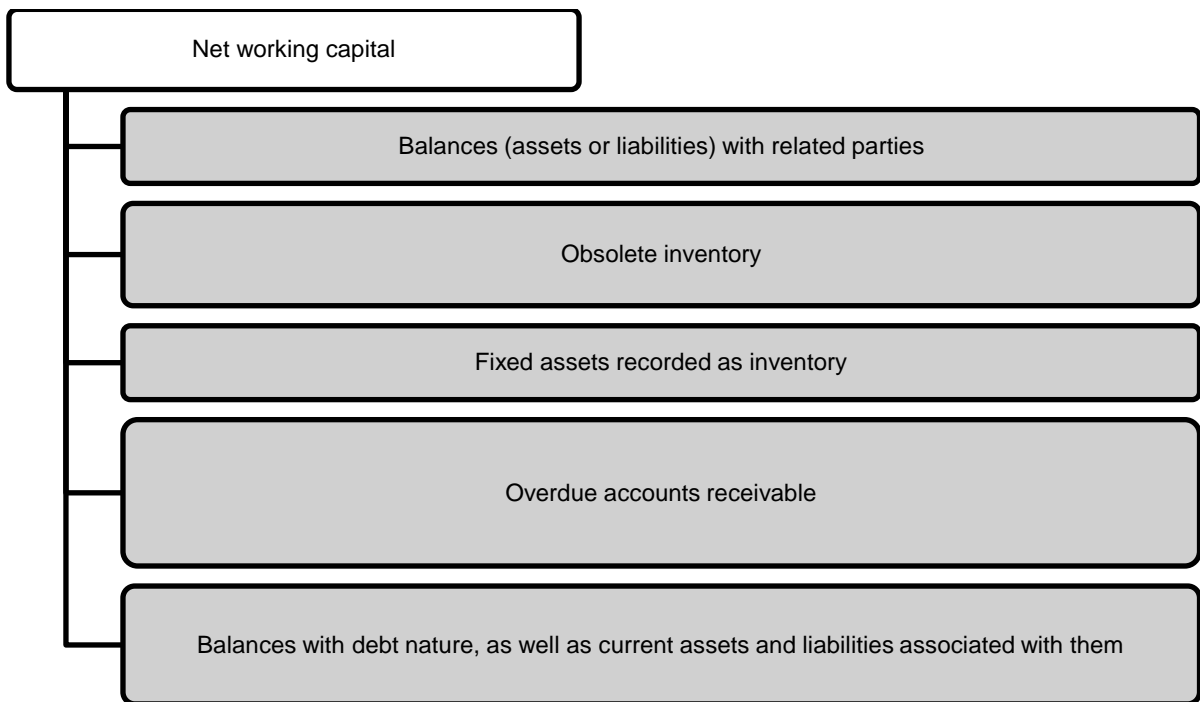 Net working capital
Balances (assets or liabilities) with related parties
Obsolete inventory
Fixed assets recorded as inventory
Overdue accounts receivable
Balances with debt nature, as well as current assets and liabilities associated with them